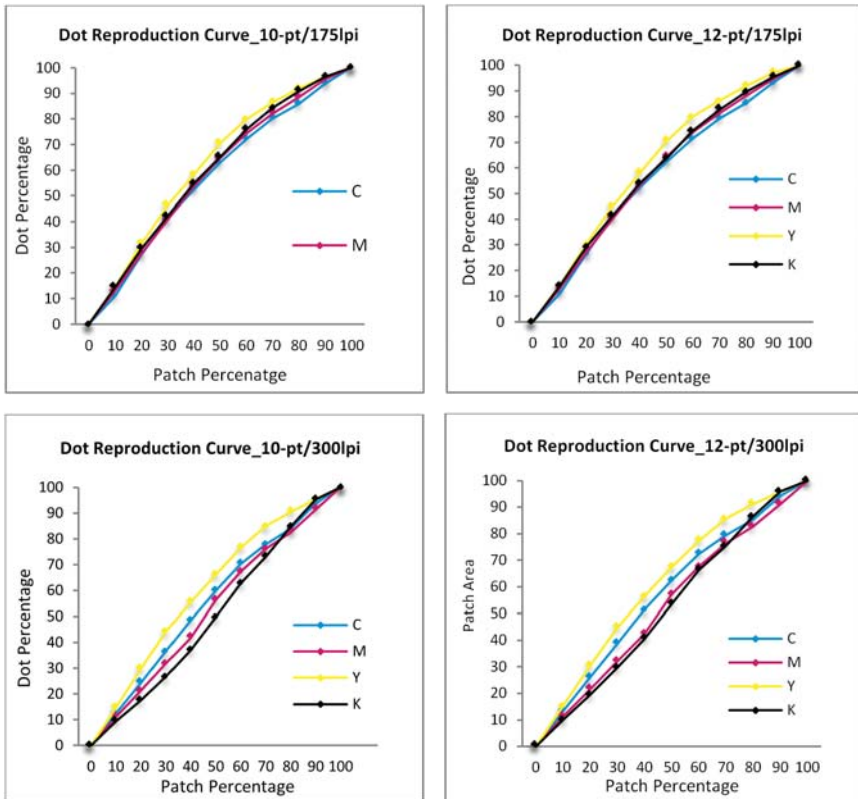 Dot Reproduction Curve_10-pt/175lpi
100
90
80
70
60
50
40
30
20
10
0
Dot Percentage
0 10 20 30 40 50 60 70 80 90 100
Patch Percenatge
C
M
Dot Reproduction Curve_12-pt/175lpi
100
90
80
70
60
50
40
30
20
10
0
Dot Percentage
0 10 20 30 40 50 60 70 80 90 100
Patch Percentage
C
M
Y
K
Dot Reproduction Curve_10-pt/300lpi
100
90
80
70
60
50
40
30
20
10
0
Dot Percentage
0 10 20 30 40 50 60 70 80 90 100
Patch Percentage
C
M
Y
K
Dot Reproduction Curve_12-pt/300lpi
100
90
80
70
60
50
40
30
20
10
0
Patch Area
0 10 20 30 40 50 60 70 80 90 100
Patch Percentage
C
M
Y
K